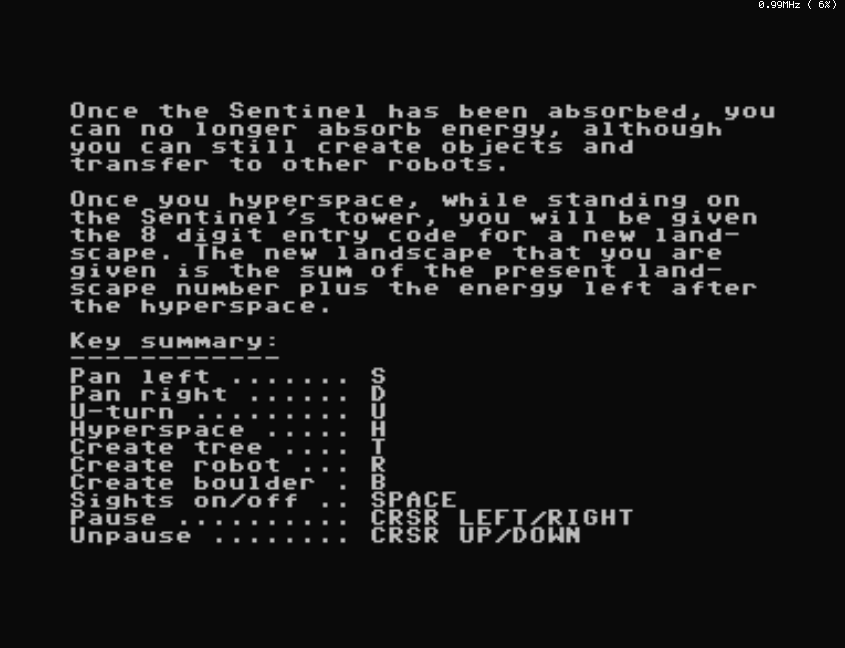 0.99MHz ( 6%)
Once the Sentinel has been absorbed, you
can no longer absorb energy, although
you can still create objects and
transfer to other robots.
Once you hyperspace, while standing on
the Sentinel's tower, you will be given
the 8 digit entry code for a new land-
scape. The new landscape that you are
given is the sum of the present land-
scape number plus the energy left after
the hyperspace.
Key summary:
------------
Pan left ....... S
Pan right ...... D
U-turn ......... U
Hyperspace ..... H
Create tree .... T
Create robot ... R
Create boulder . B
Sights on/off .. SPACE
Pause .......... CRSR LEFT/RIGHT
Unpause ........ CRSR UP/DOWN